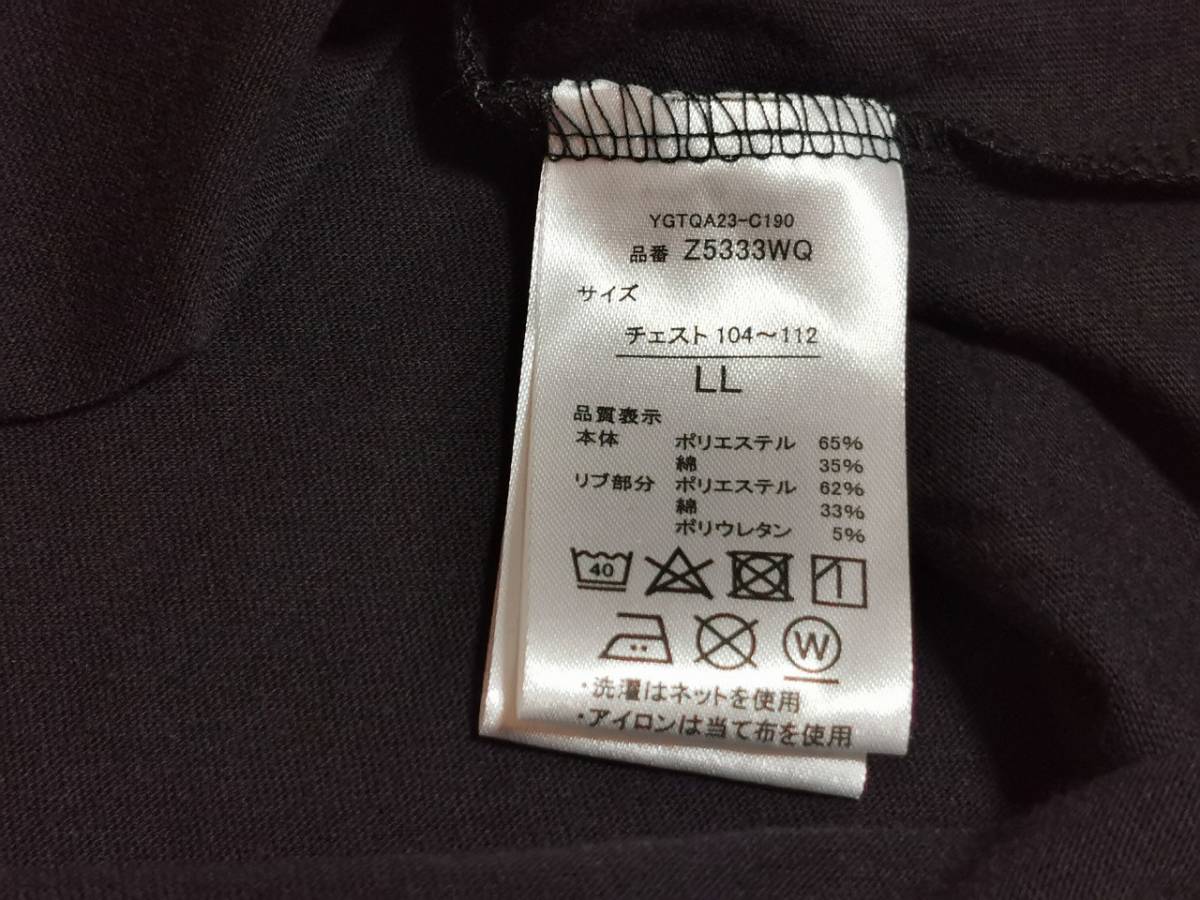 YGTQA23-C190
品番 Z5333WQ
サイズ
チェスト 104～112
LL
品質表示
本体 ポリエステル 65%
綿 35%
リブ部分 ポリエステル 62%
綿 33%
ポリウレタン 5%
40
W
・洗濯はネットを使用
・アイロンは当て布を使用